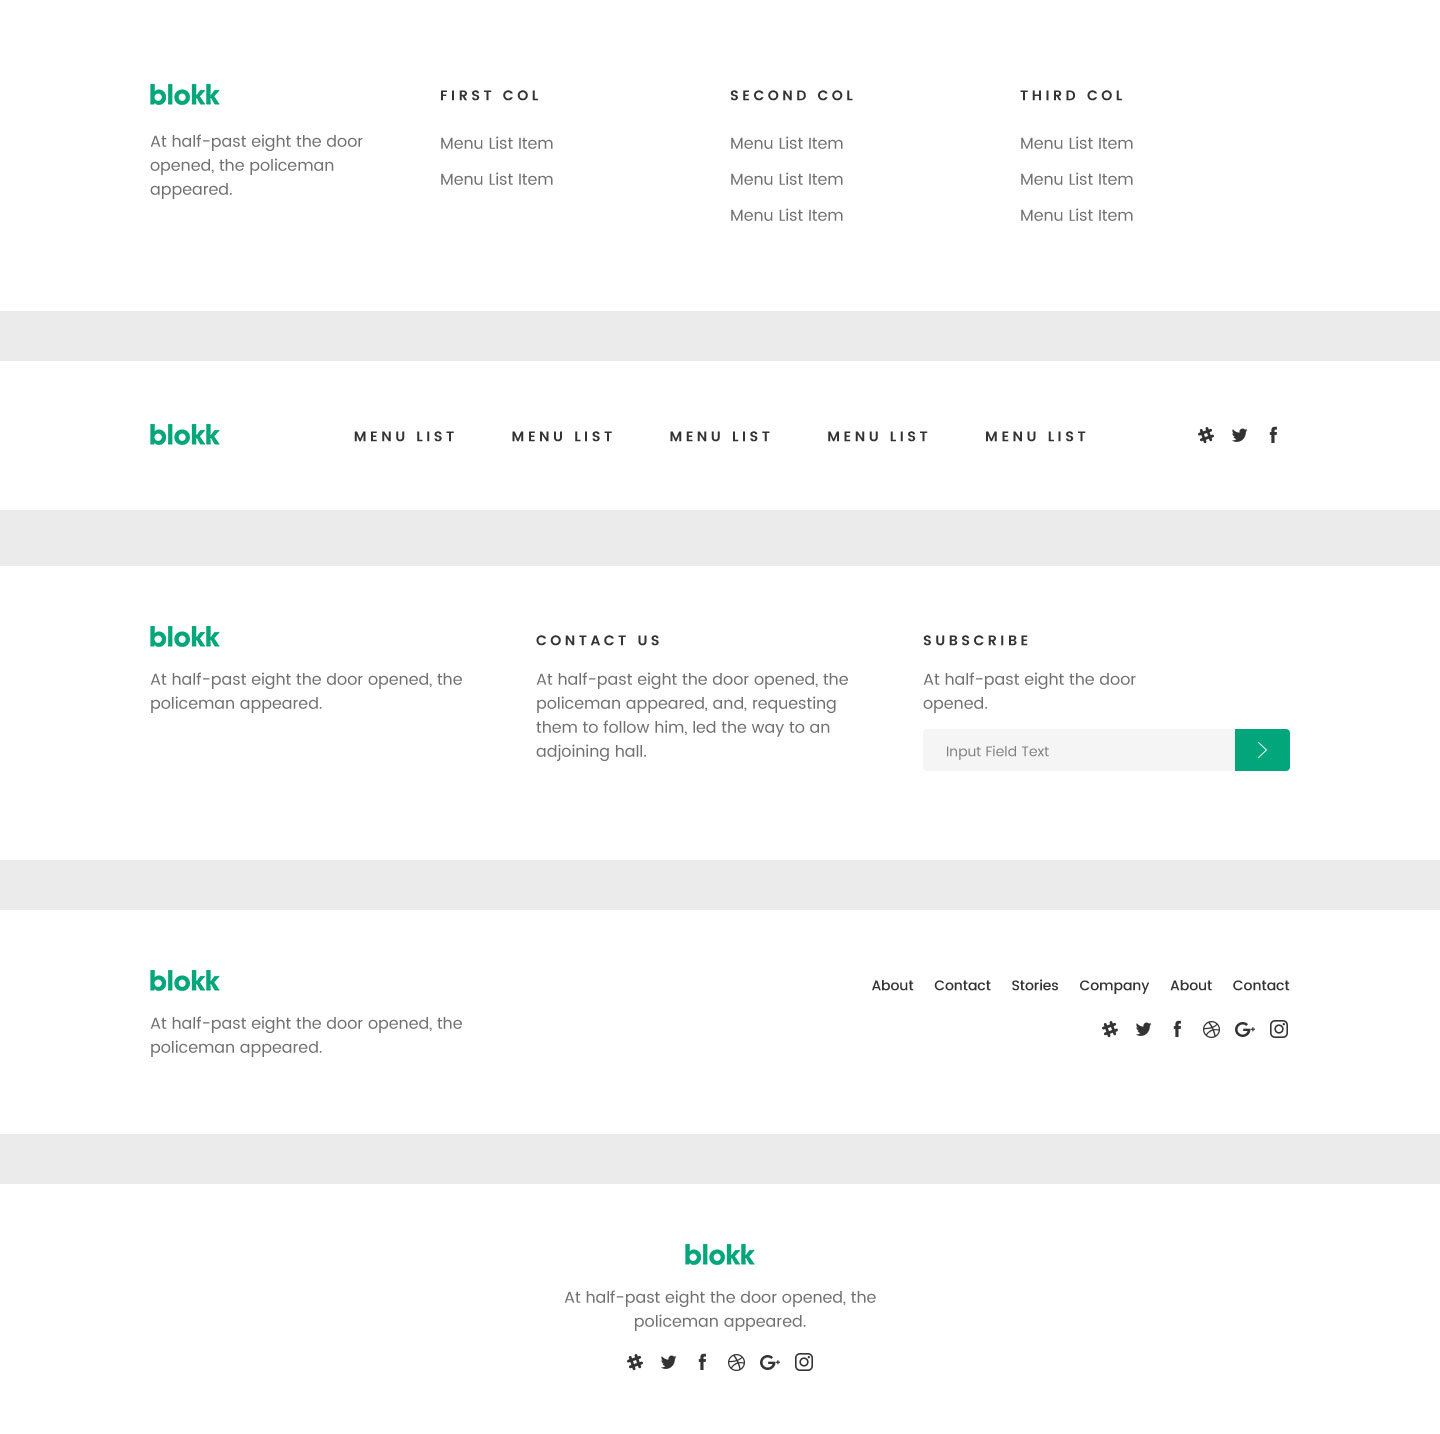 blokk
At half-past eight the door
opened, the policeman
appeared.
FIRST COL
Menu List Item
Menu List Item
SECOND COL
Menu List Item
Menu List Item
Menu List Item
THIRD COL
Menu List Item
Menu List Item
Menu List Item
blokk
MENU LIST
MENU LIST
MENU LIST
MENU LIST
MENU LIST
blokk
At half-past eight the door opened, the
policeman appeared.
CONTACT US
At half-past eight the door opened, the
policeman appeared, and, requesting
them to follow him, led the way to an
adjoining hall.
SUBSCRIBE
At half-past eight the door
opened.
Input Field Text
blokk
At half-past eight the door opened, the
policeman appeared.
About Contact Stories Company About Contact
blokk
At half-past eight the door opened, the
policeman appeared.